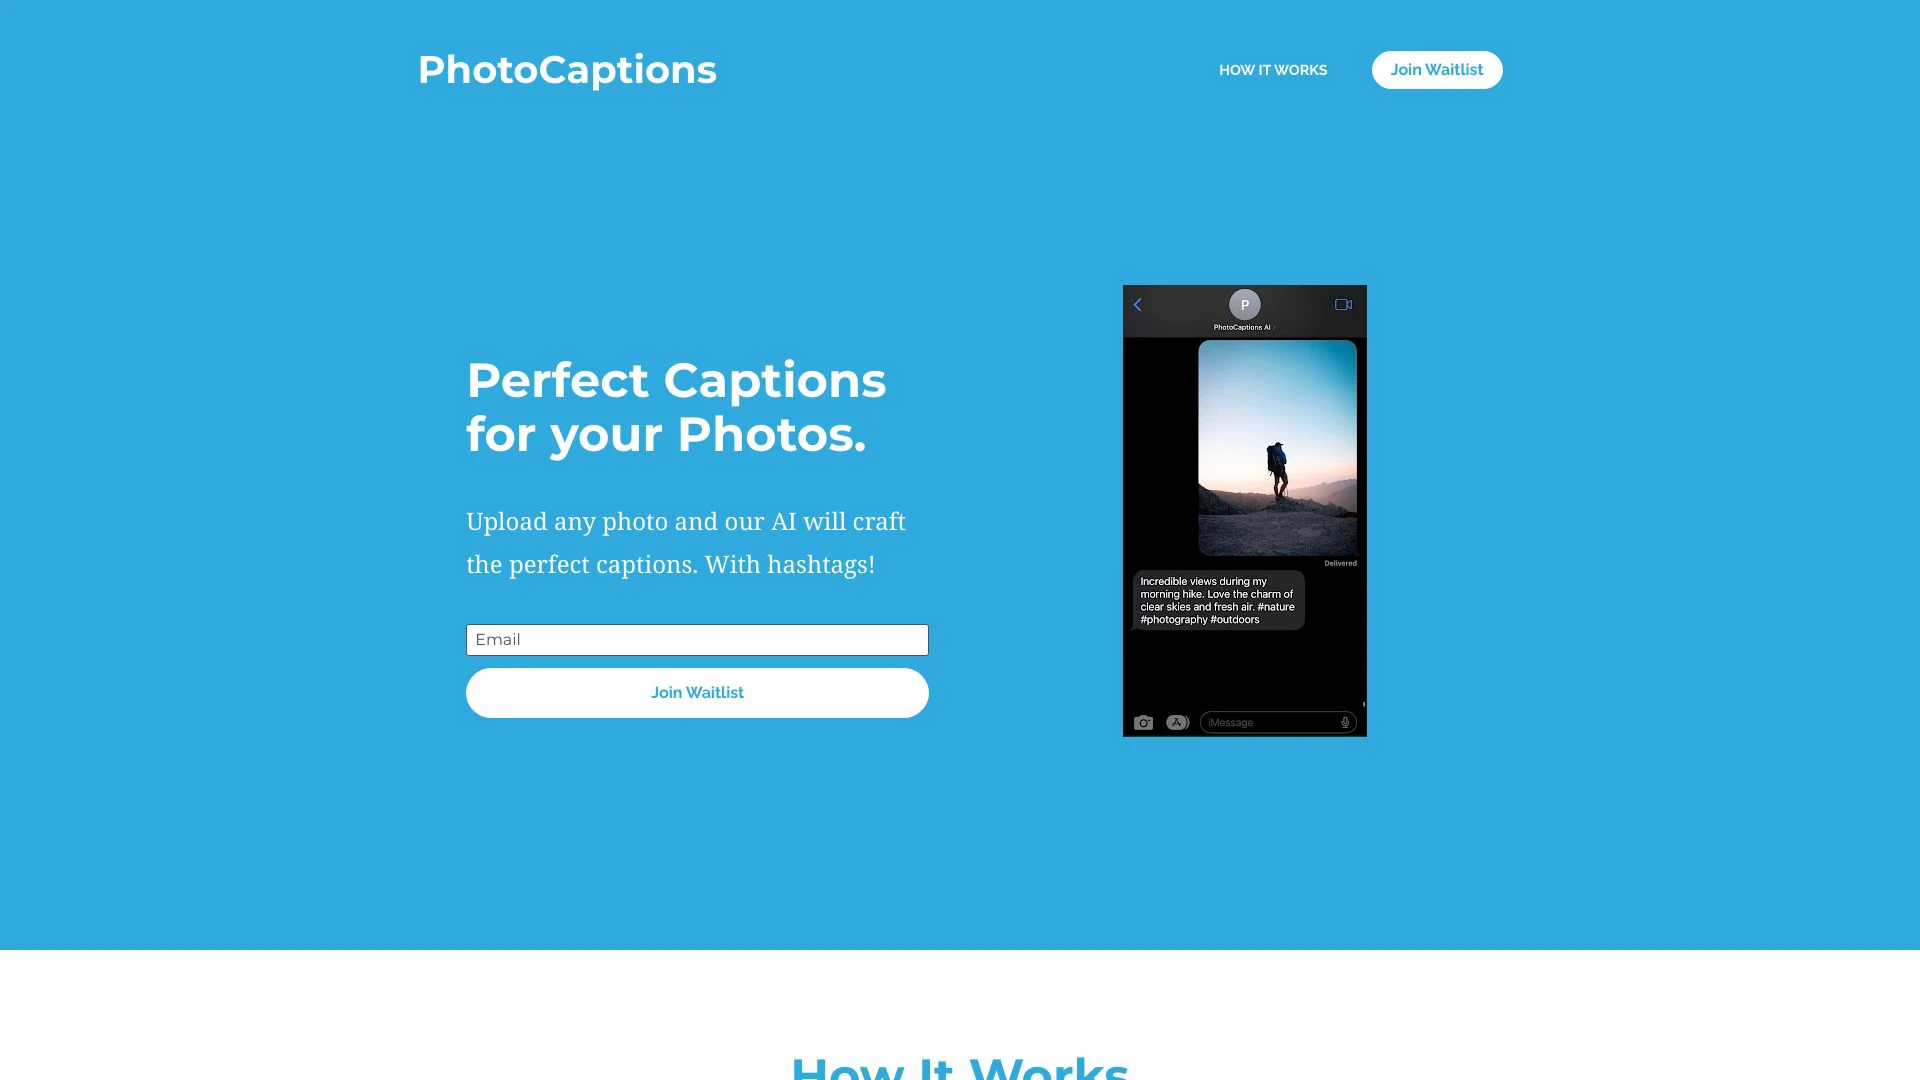 PhotoCaptions
HOW IT WORKS
Join Waitlist
Perfect Captions
for your Photos.
Upload any photo and our AI will craft
the perfect captions. With hashtags!
Email
Join Waitlist
P
PhotoCaptions AI
Delivered
Incredible views during my
morning hike. Love the charm of
clear skies and fresh air. #nature
#photography #outdoors
iMessage
How It Works